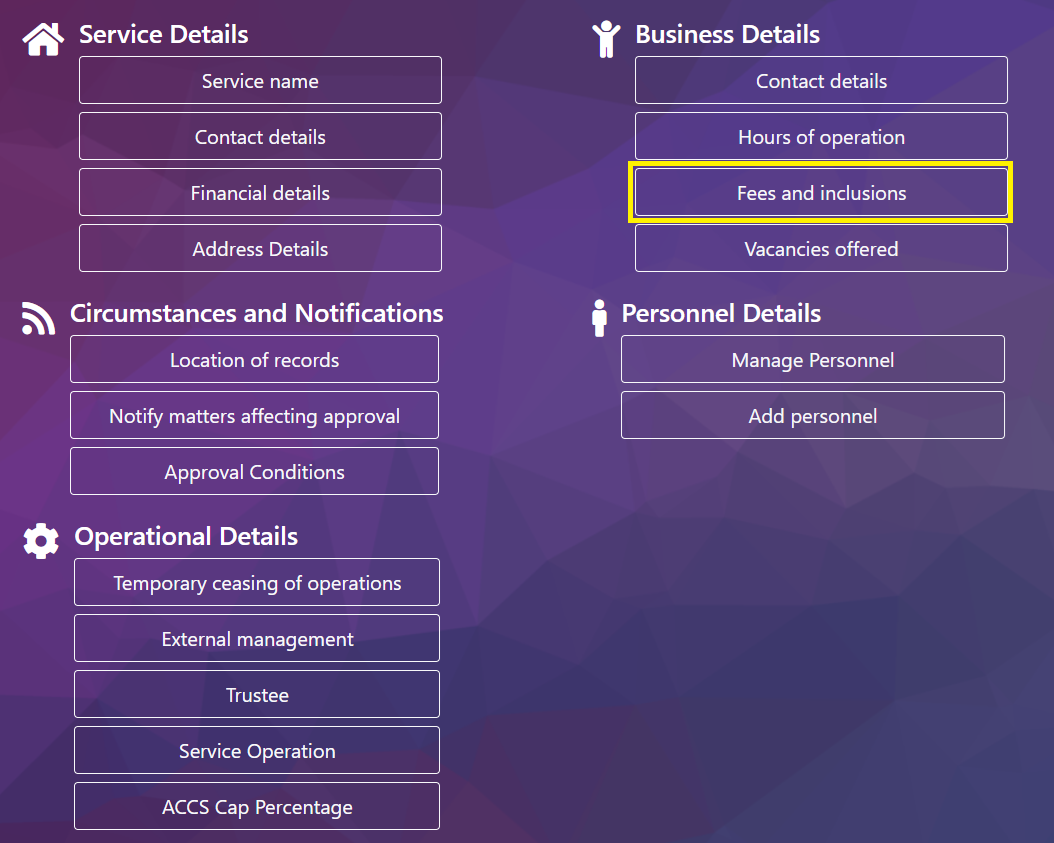 Service Details
Service name
Contact details
Financial details
Address Details
Business Details
Contact details
Hours of operation
Fees and inclusions
Vacancies offered
Circumstances and Notifications
Location of records
Notify matters affecting approval
Approval Conditions
Personnel Details
Manage Personnel
Add personnel
Operational Details
Temporary ceasing of operations
External management
Trustee
Service Operation
ACCS Cap Percentage